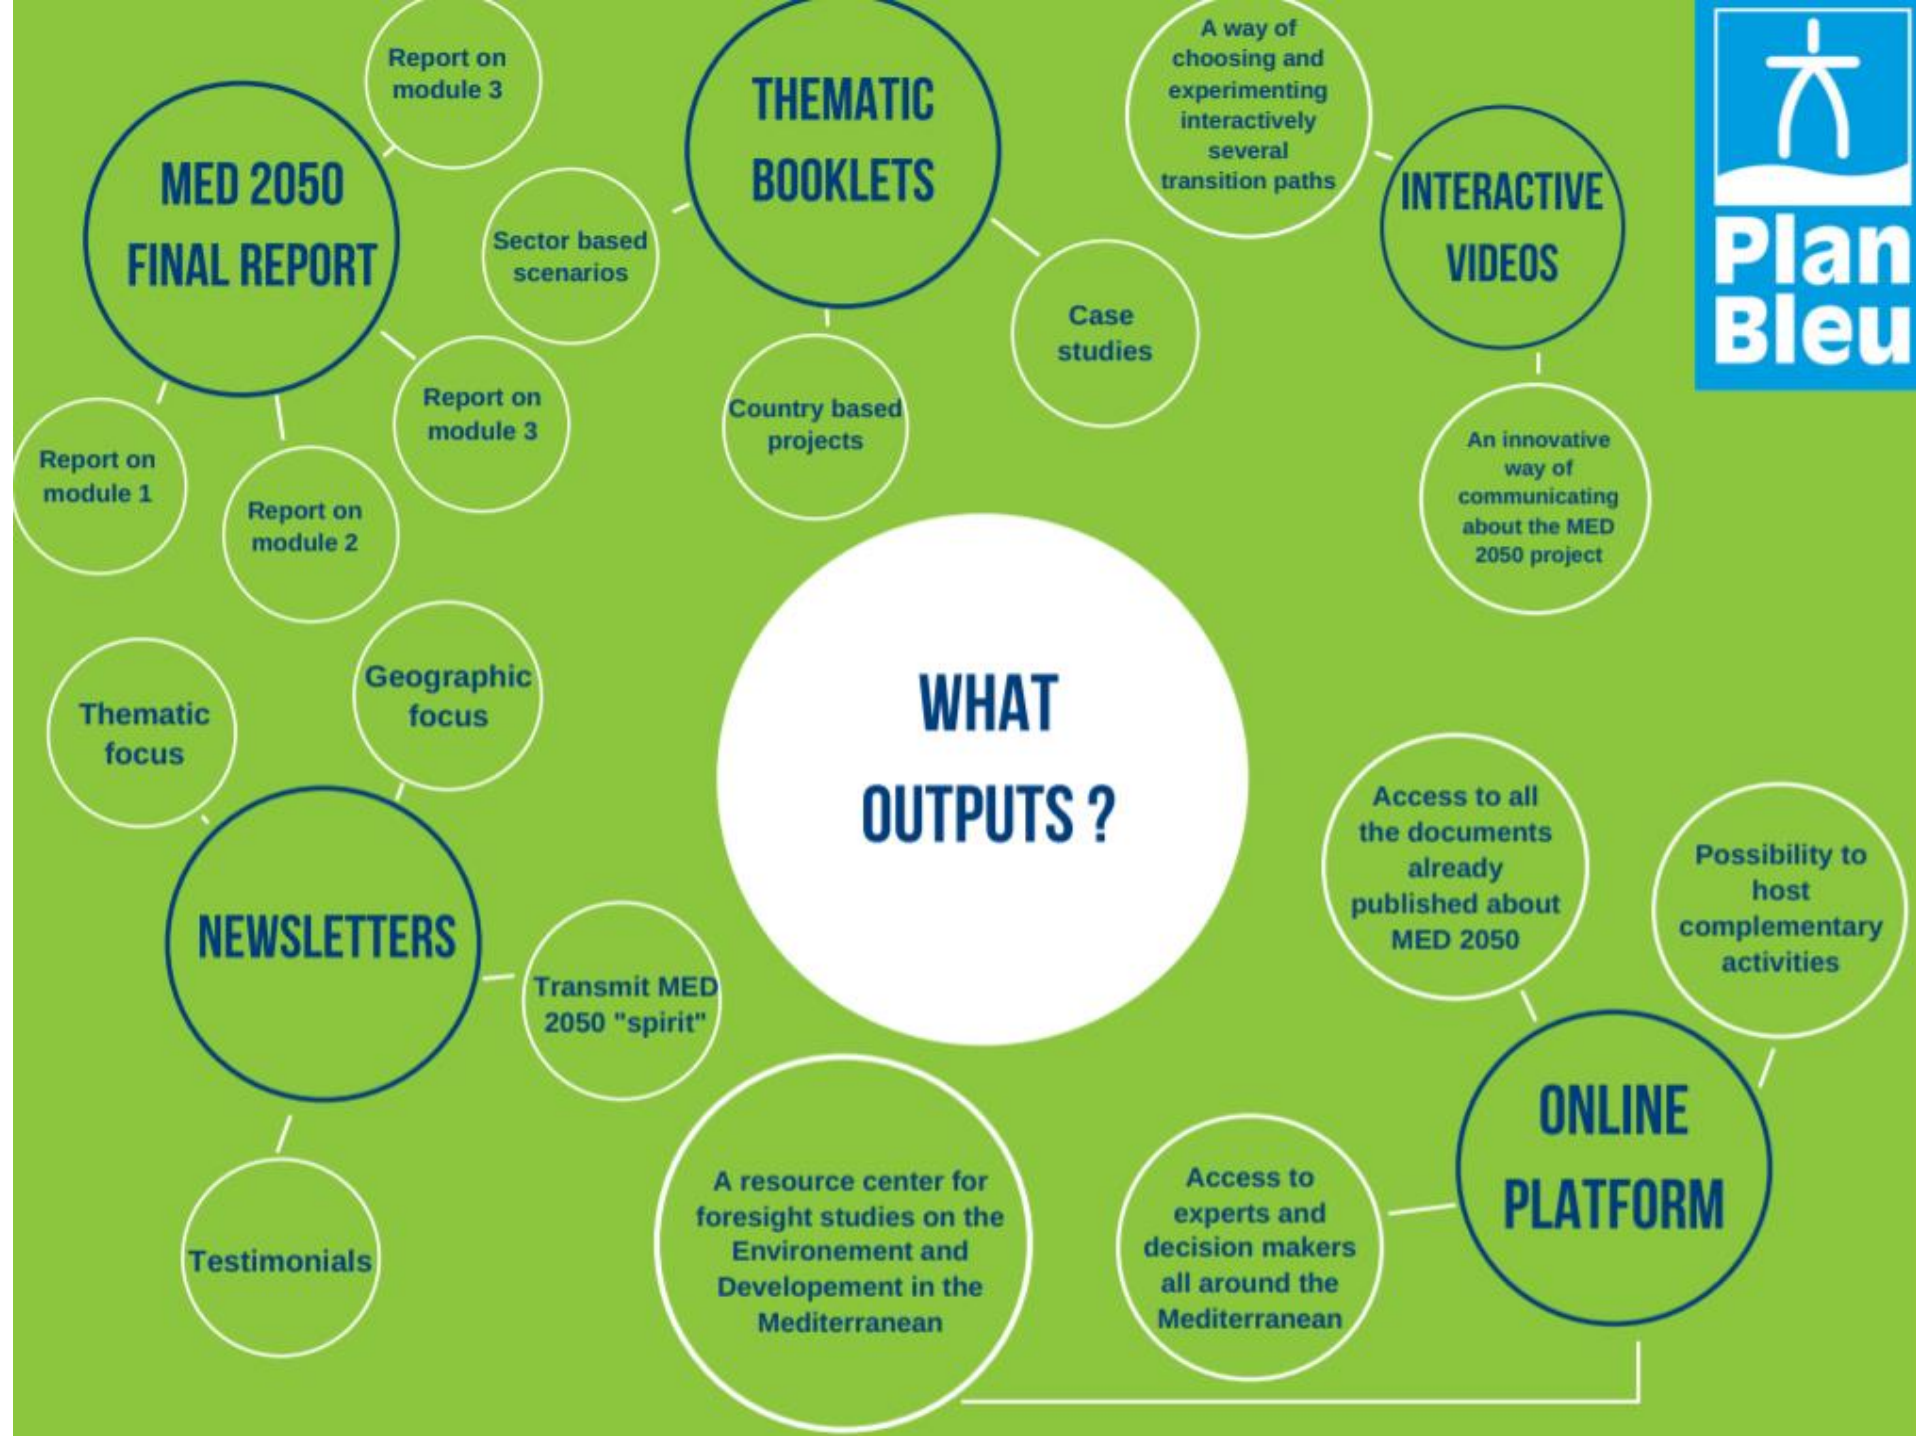 Report on
module 3
MED 2050
FINAL REPORT
Report on
module 1
Report on
module 2
Report on
module 3
THEMATIC
BOOKLETS
Sector based
scenarios
Country based
projects
Case
studies
A way of
choosing and
experimenting
interactively
several
transition paths
INTERACTIVE
VIDEOS
An innovative
way of
communicating
about the MED
2050 project
Plan
Bleu
WHAT
OUTPUTS ?
Thematic
focus
Geographic
focus
NEWSLETTERS
Transmit MED
2050 "spirit"
Testimonials
Access to all
the documents
already
published about
MED 2050
Possibility to
host
complementary
activities
ONLINE
PLATFORM
Access to
experts and
decision makers
all around the
Mediterranean
A resource center for
foresight studies on the
Environement and
Developement in the
Mediterranean